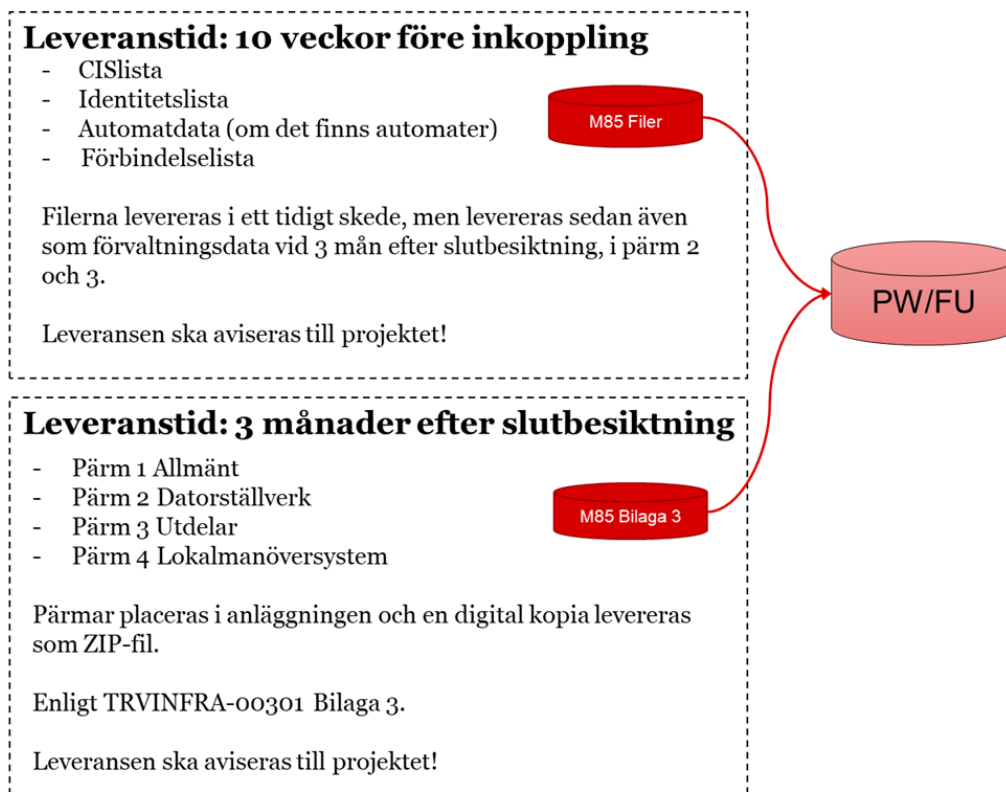 Leveranstid: 10 veckor före inkoppling
- CISlista
- Identitetslista
- Automatdata (om det finns automater)
- Förbindelselista
M85 Filer
Filerna levereras i ett tidigt skede, men levereras sedan även
som förvaltningsdata vid 3 mån efter slutbesiktning, i pärm 2
och 3.
Leveransen ska aviseras till projektet!
PW/FU
Leveranstid: 3 månader efter slutbesiktning
- Pärm 1 Allmänt
- Pärm 2 Datorställverk
- Pärm 3 Utdelar
- Pärm 4 Lokalmanöversystem
M85 Bilaga 3
Pärmar placeras i anläggningen och en digital kopia levereras
som ZIP-fil.
Enligt TRVINFRA-00301 Bilaga 3.
Leveransen ska aviseras till projektet!